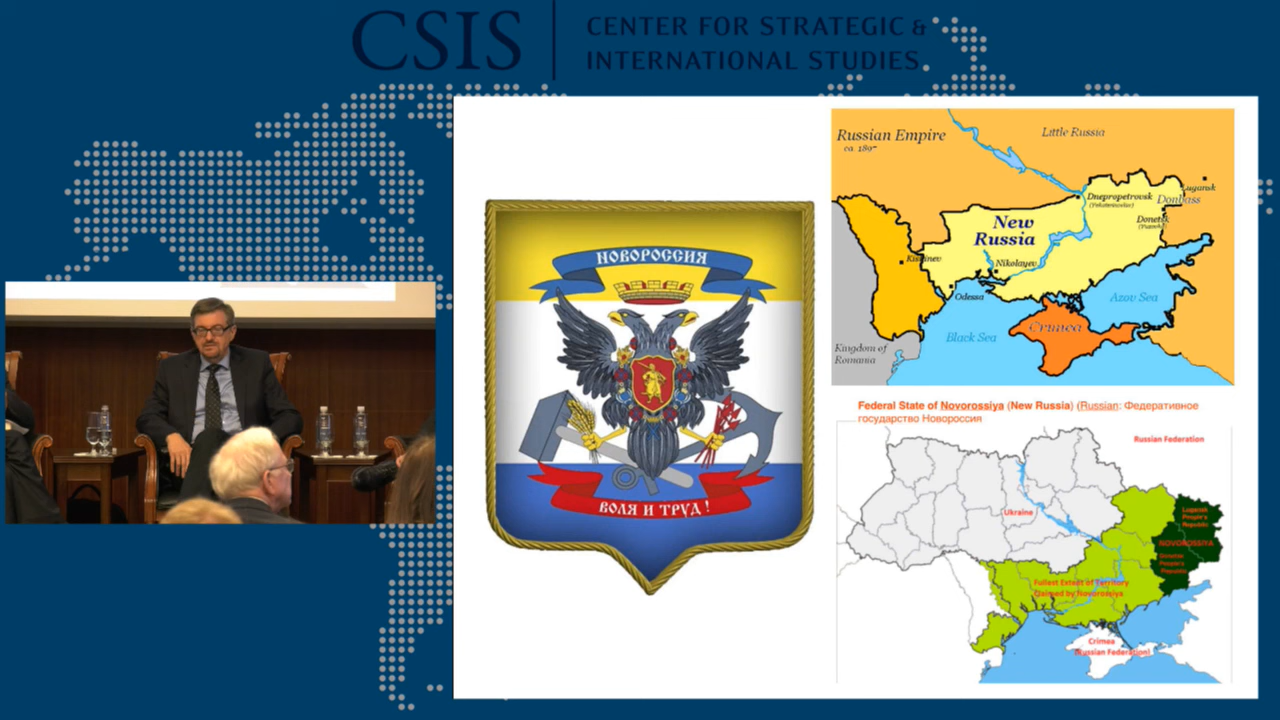 CSIS
CENTER FOR STRATEGIC &
INTERNATIONAL STUDIES
НОВОРОССИЯ
ВОЛЯ И ТРУД!
Russian Empire
ca. 1897
Little Russia
Lugansk
Dnepropetrovsk
Donbass
New
Russia
Donetsk
Kishinev
Nikolayev
Odessa
Azov Sea
Crimea
Black Sea
Kingdom of
Romania
Federal State of Novorossiya (New Russia) (Russian: Федеративное
государство Новороссия
Russian Federation
Ukraine
Lugansk
People's
Republic
NOVOROSSIYA
Donetsk
People's
Republic
Fullest Extent of Territory
Claimed by Novorossiya
Crimea
(Russian Federation)